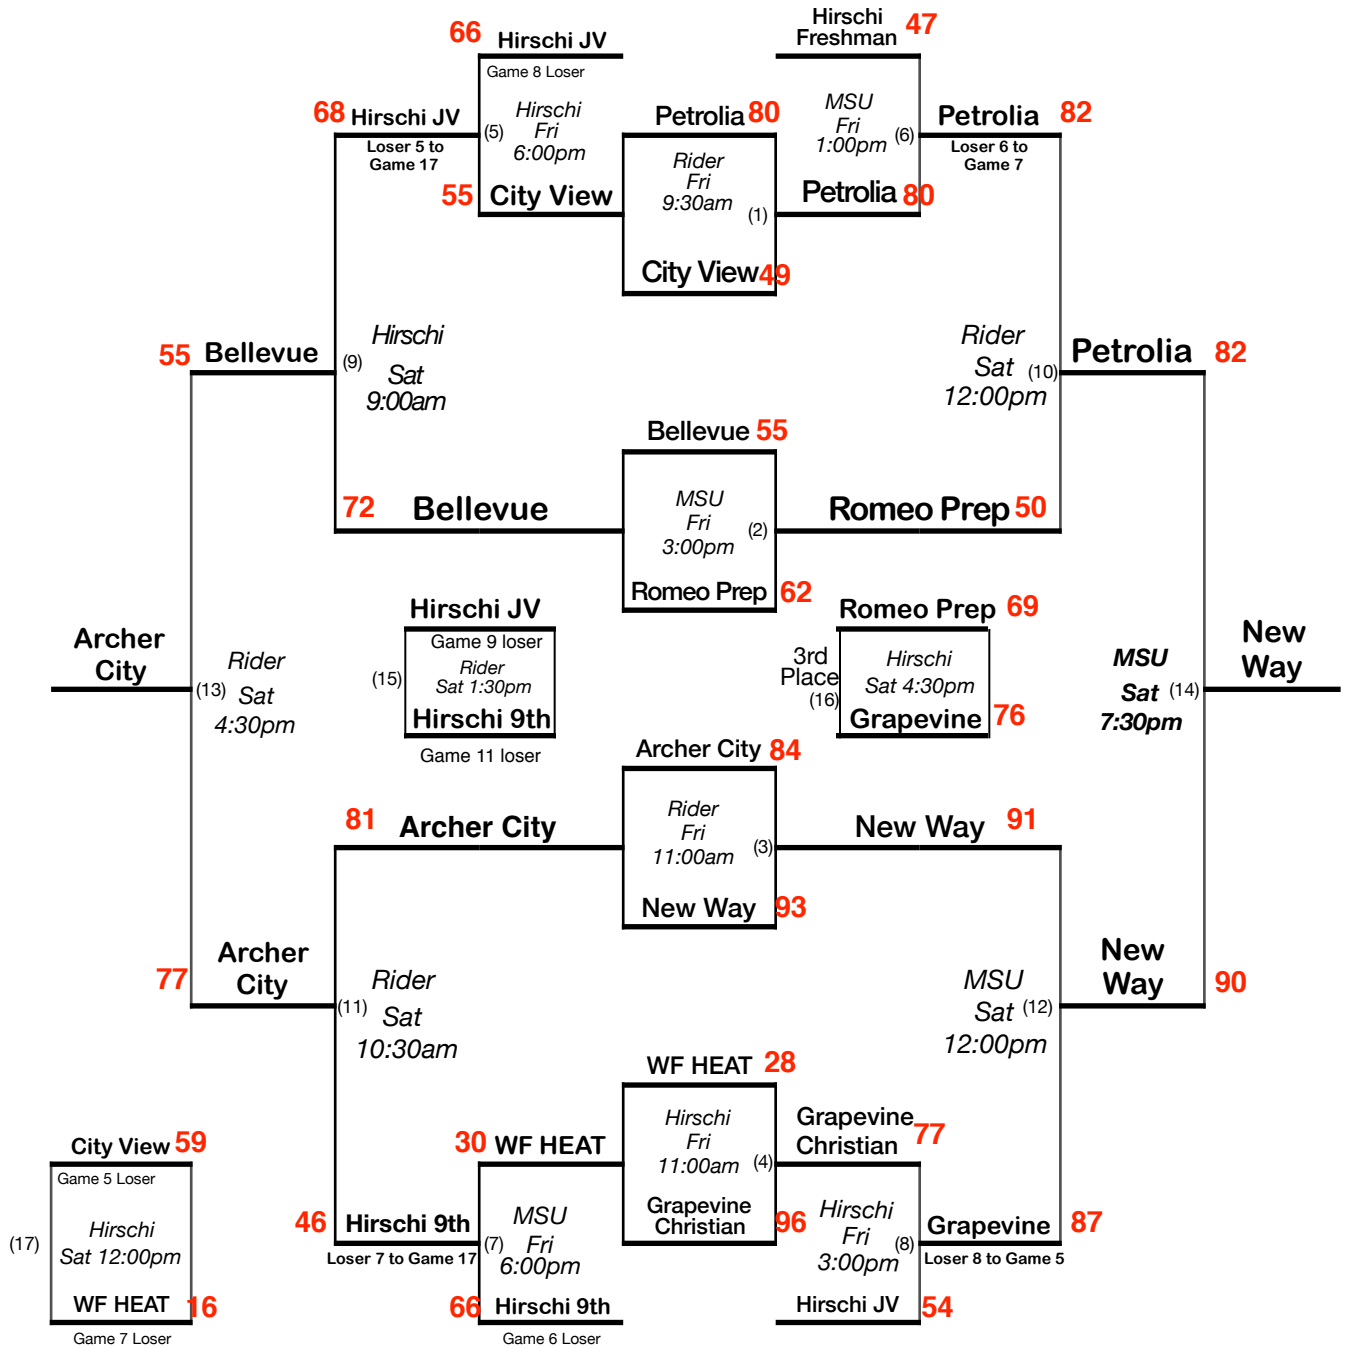 66 Hirschi JV
Hirschi
Freshman 47
Game 8 Loser
68 Hirschi JV
Loser 5 to
Game 17
(5)
Hirschi
Fri
6:00pm
Petrolia 80
MSU
Fri
1:00pm
(6)
Petrolia 82
Loser 6 to
Game 7
Rider
Fri
9:30am
(1)
55 City View
Petrolia 80
City View 49
55 Bellevue
(9)
Hirschi
Sat
9:00am
Rider
Sat
12:00pm
(10)
Petrolia 82
Bellevue 55
MSU
Fri
3:00pm
(2)
72 Bellevue
Romeo Prep 50
Romeo Prep 62
Archer
City
(13)
Rider
Sat
4:30pm
Hirschi JV
Game 9 loser
(15)
Rider
Sat 1:30pm
Hirschi 9th
Game 11 loser
Romeo Prep 69
3rd
Place
(16)
Hirschi
Sat 4:30pm
Grapevine 76
MSU
Sat
7:30pm
(14)
New
Way
Archer City 84
Rider
Fri
11:00am
(3)
81 Archer City
New Way 91
New Way 93
77
Archer
City
(11)
Rider
Sat
10:30am
MSU
Sat
12:00pm
(12)
New
Way
90
WF HEAT 28
Hirschi
Fri
11:00am
(4)
Grapevine
Christian 96
30 WF HEAT
Grapevine
Christian 77
City View 59
Game 5 Loser
(17)
Hirschi
Sat 12:00pm
WF HEAT 16
Game 7 Loser
46 Hirschi 9th
Loser 7 to Game 17
(7)
MSU
Fri
6:00pm
66 Hirschi 9th
Game 6 Loser
Hirschi
Fri
3:00pm
(8)
Grapevine 87
Loser 8 to Game 5
Hirschi JV 54